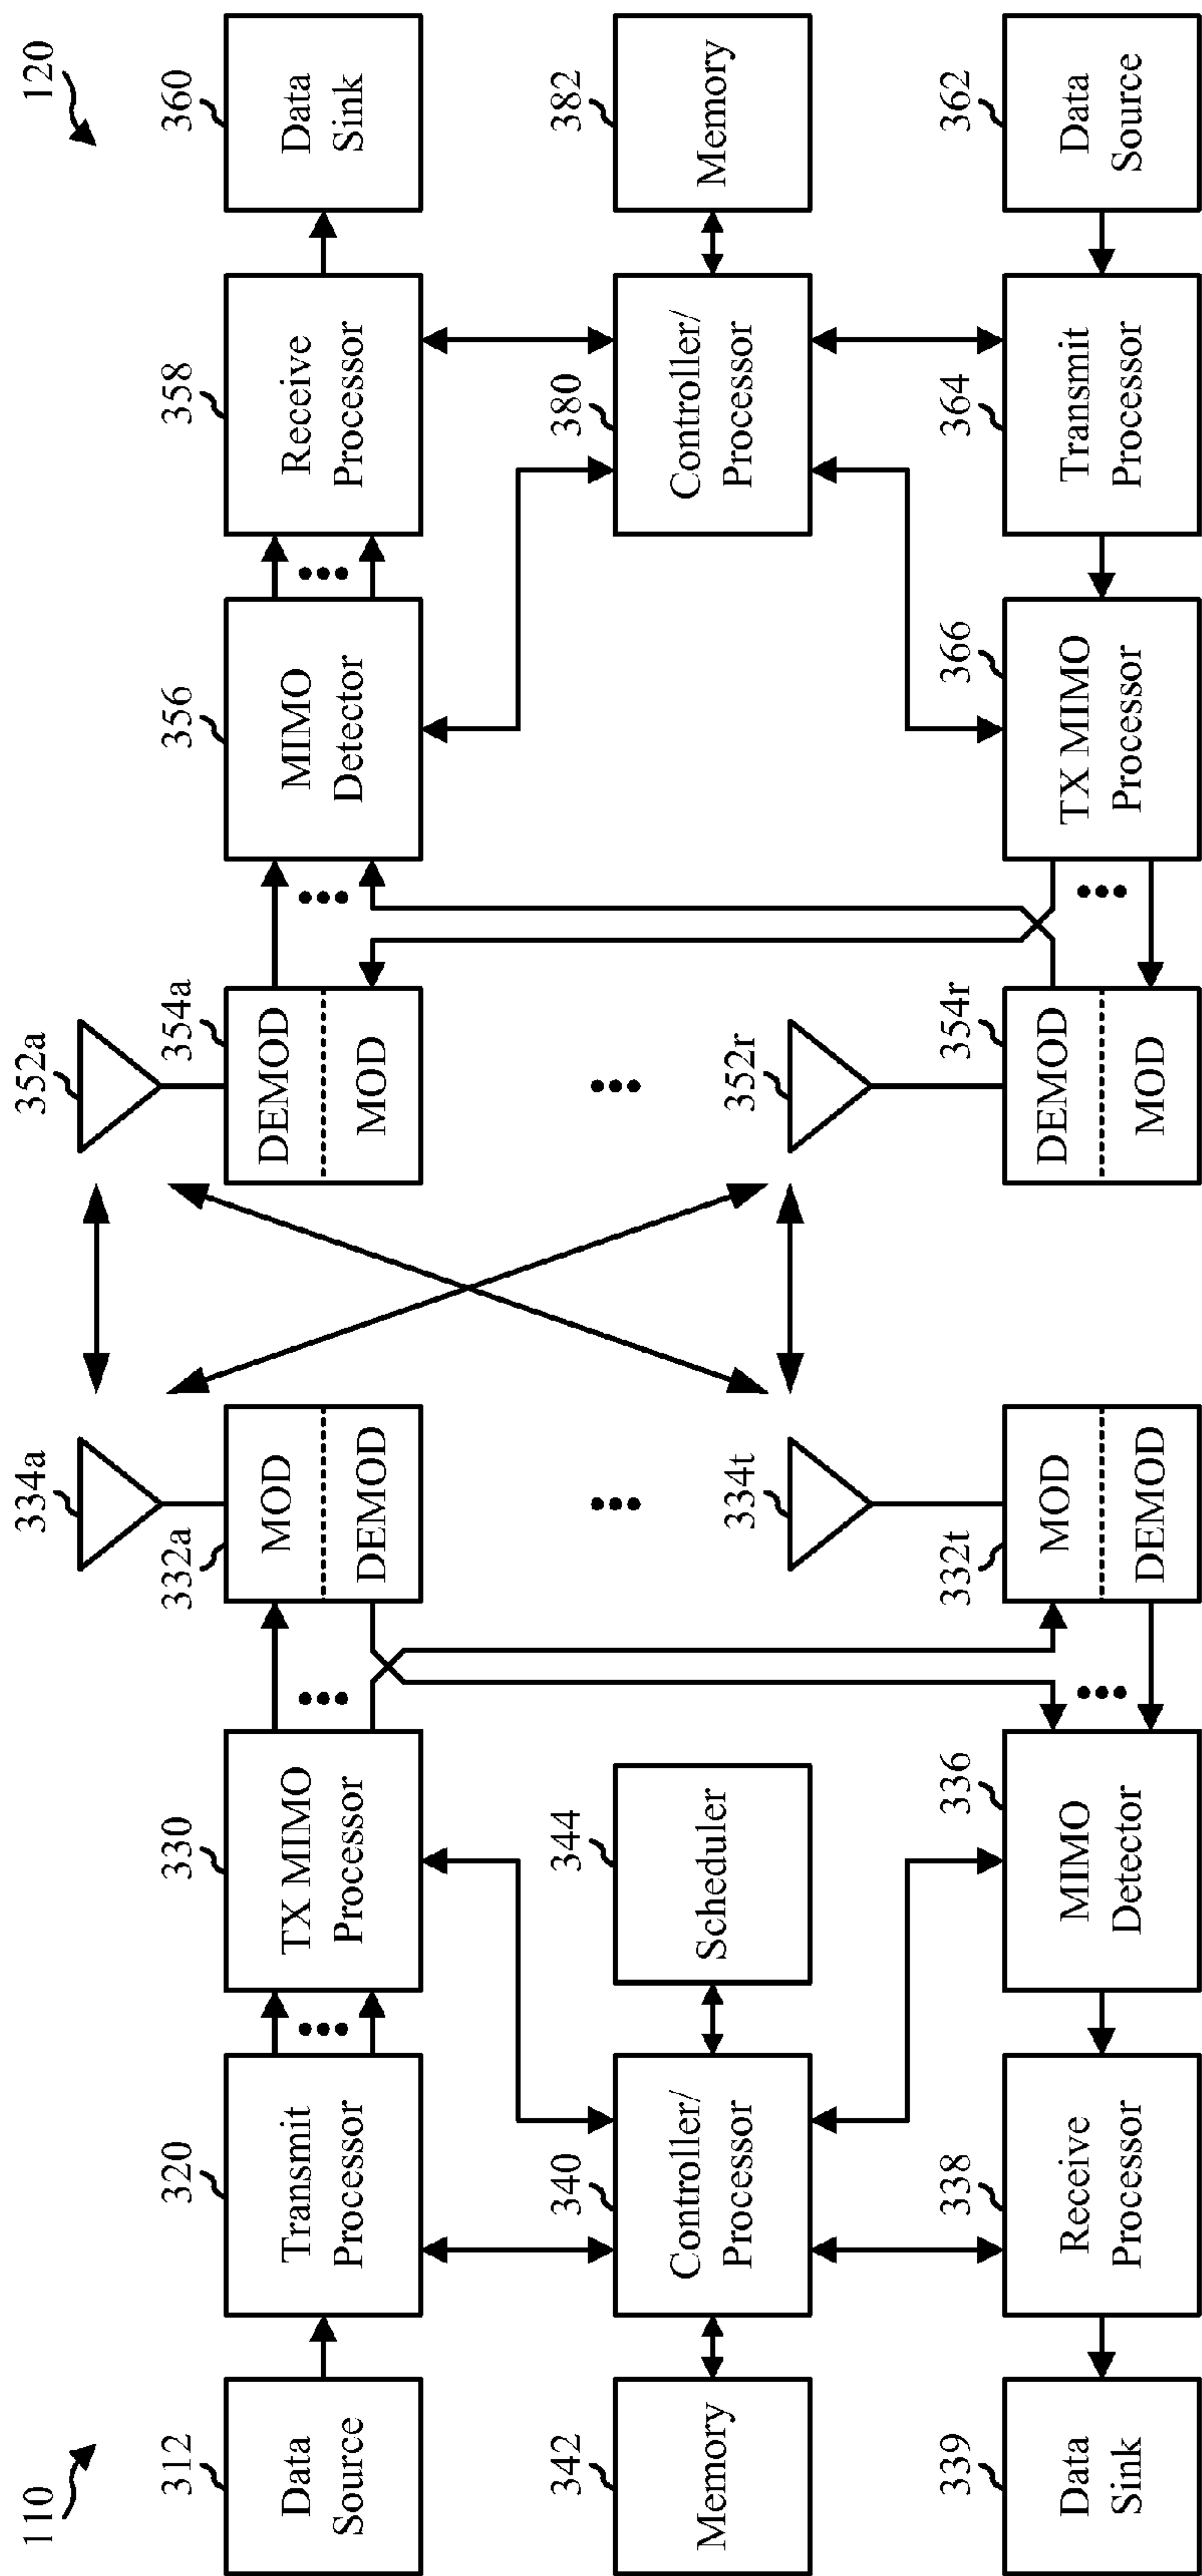 110
120
312
Data
Source
320
Transmit
Processor
330
TX MIMO
Processor
332a
MOD
DEMOD
334a
352a
354a
DEMOD
MOD
356
MIMO
Detector
358
Receive
Processor
360
Data
Sink
342
Memory
340
Controller/
Processor
344
Scheduler
334t
352r
380
Controller/
Processor
382
Memory
339
Data
Sink
338
Receive
Processor
336
MIMO
Detector
332t
MOD
DEMOD
354r
DEMOD
MOD
366
TX MIMO
Processor
364
Transmit
Processor
362
Data
Source